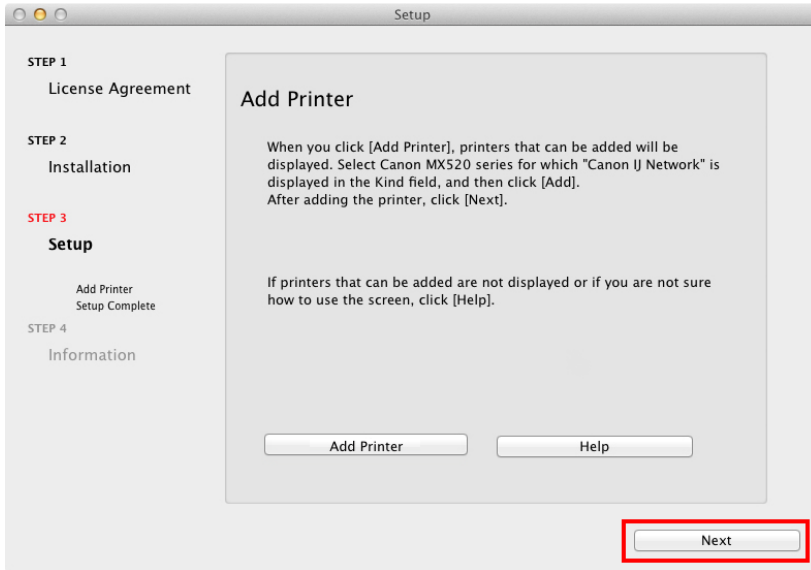 Setup
STEP 1
License Agreement
STEP 2
Installation
STEP 3
Setup
Add Printer
Setup Complete
STEP 4
Information
Add Printer
When you click [Add Printer], printers that can be added will be
displayed. Select Canon MX520 series for which "Canon IJ Network" is
displayed in the Kind field, and then click [Add].
After adding the printer, click [Next].
If printers that can be added are not displayed or if you are not sure
how to use the screen, click [Help].
Add Printer
Help
Next